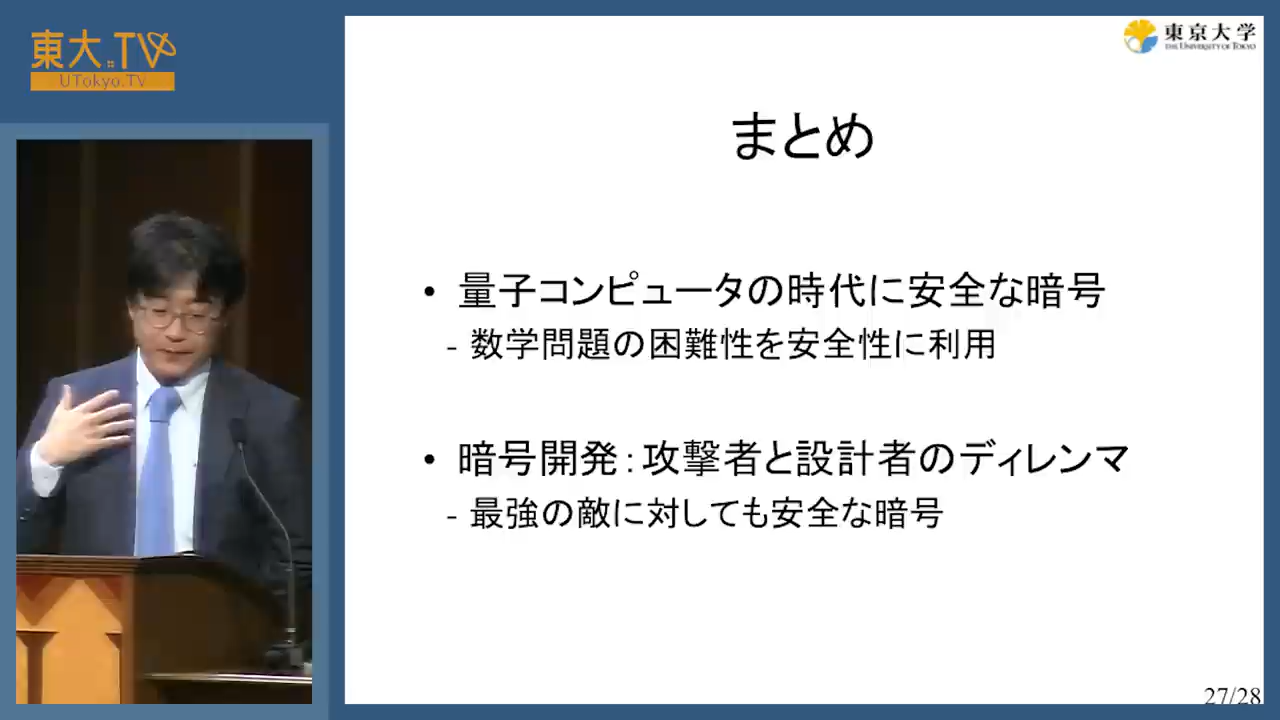 東大.TV
UTokyo.TV
東京大学
THE UNIVERSITY OF TOKYO
まとめ
• 量子コンピュータの時代に安全な暗号
- 数学問題の困難性を安全性に利用
• 暗号開発:攻撃者と設計者のディレンマ
- 最強の敵に対しても安全な暗号
27/28